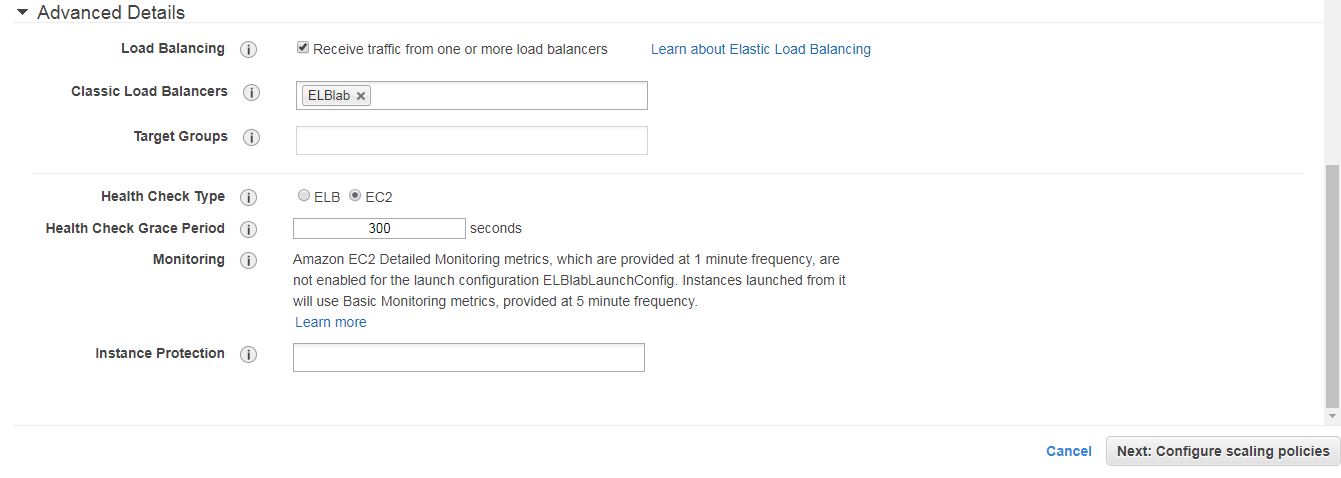 Advanced Details
Load Balancing i Receive traffic from one or more load balancers Learn about Elastic Load Balancing
Classic Load Balancers i ELBlab ×
Target Groups i
Health Check Type i ELB EC2
Health Check Grace Period i 300 seconds
Monitoring i Amazon EC2 Detailed Monitoring metrics, which are provided at 1 minute frequency, are
not enabled for the launch configuration ELBlabLaunchConfig. Instances launched from it
will use Basic Monitoring metrics, provided at 5 minute frequency.
Learn more
Instance Protection i
Cancel Next: Configure scaling policies